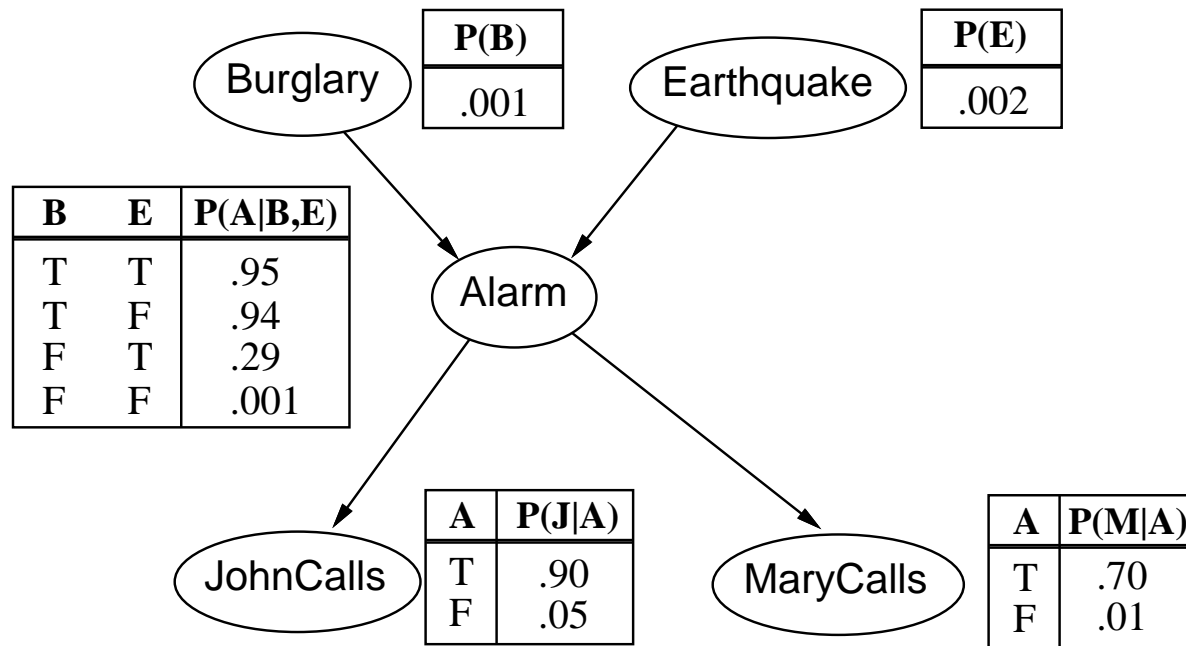 Burglary
P(B)
.001
Earthquake
P(E)
.002
B E P(A|B,E)
T T .95
T F .94
F T .29
F F .001
Alarm
JohnCalls
A P(J|A)
T .90
F .05
MaryCalls
A P(M|A)
T .70
F .01